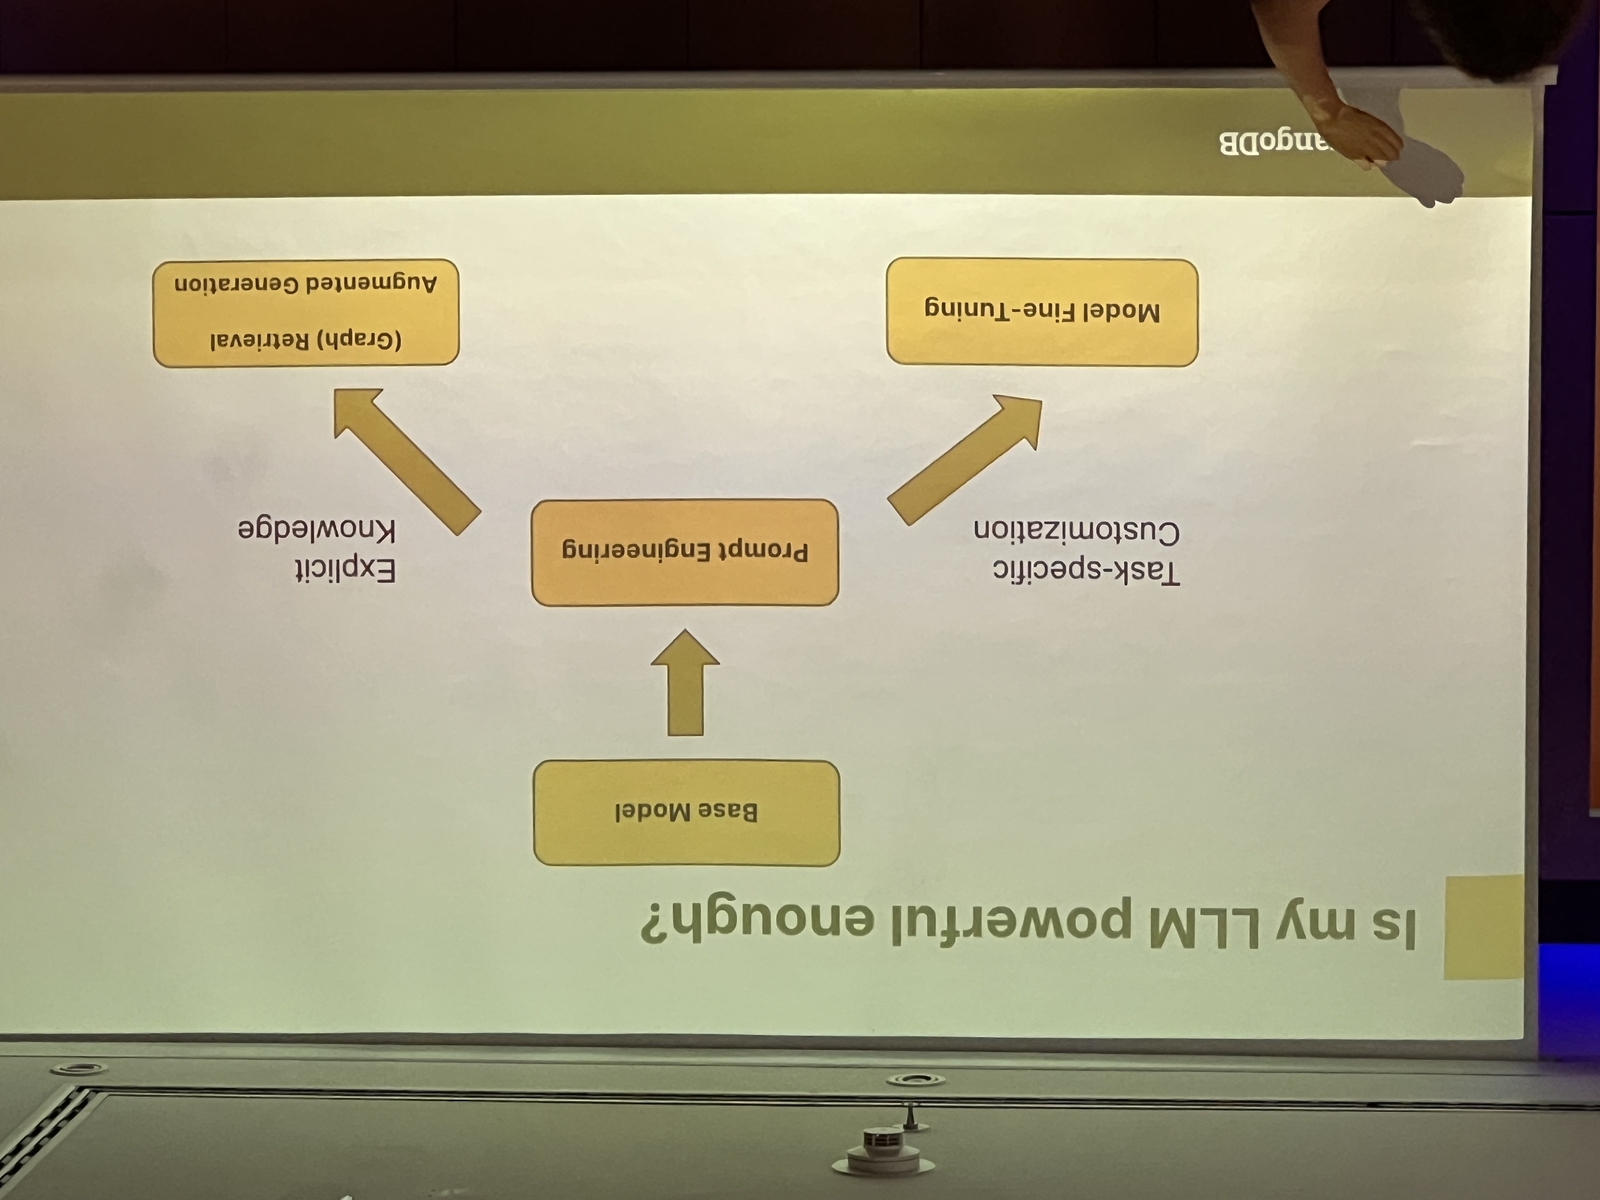 Is my LLM powerful enough?
Base Model
Task-specific
Customization
Prompt Engineering
Explicit
Knowledge
Model Fine-Tuning
(Graph) Retrieval
Augmented Generation
angoDB